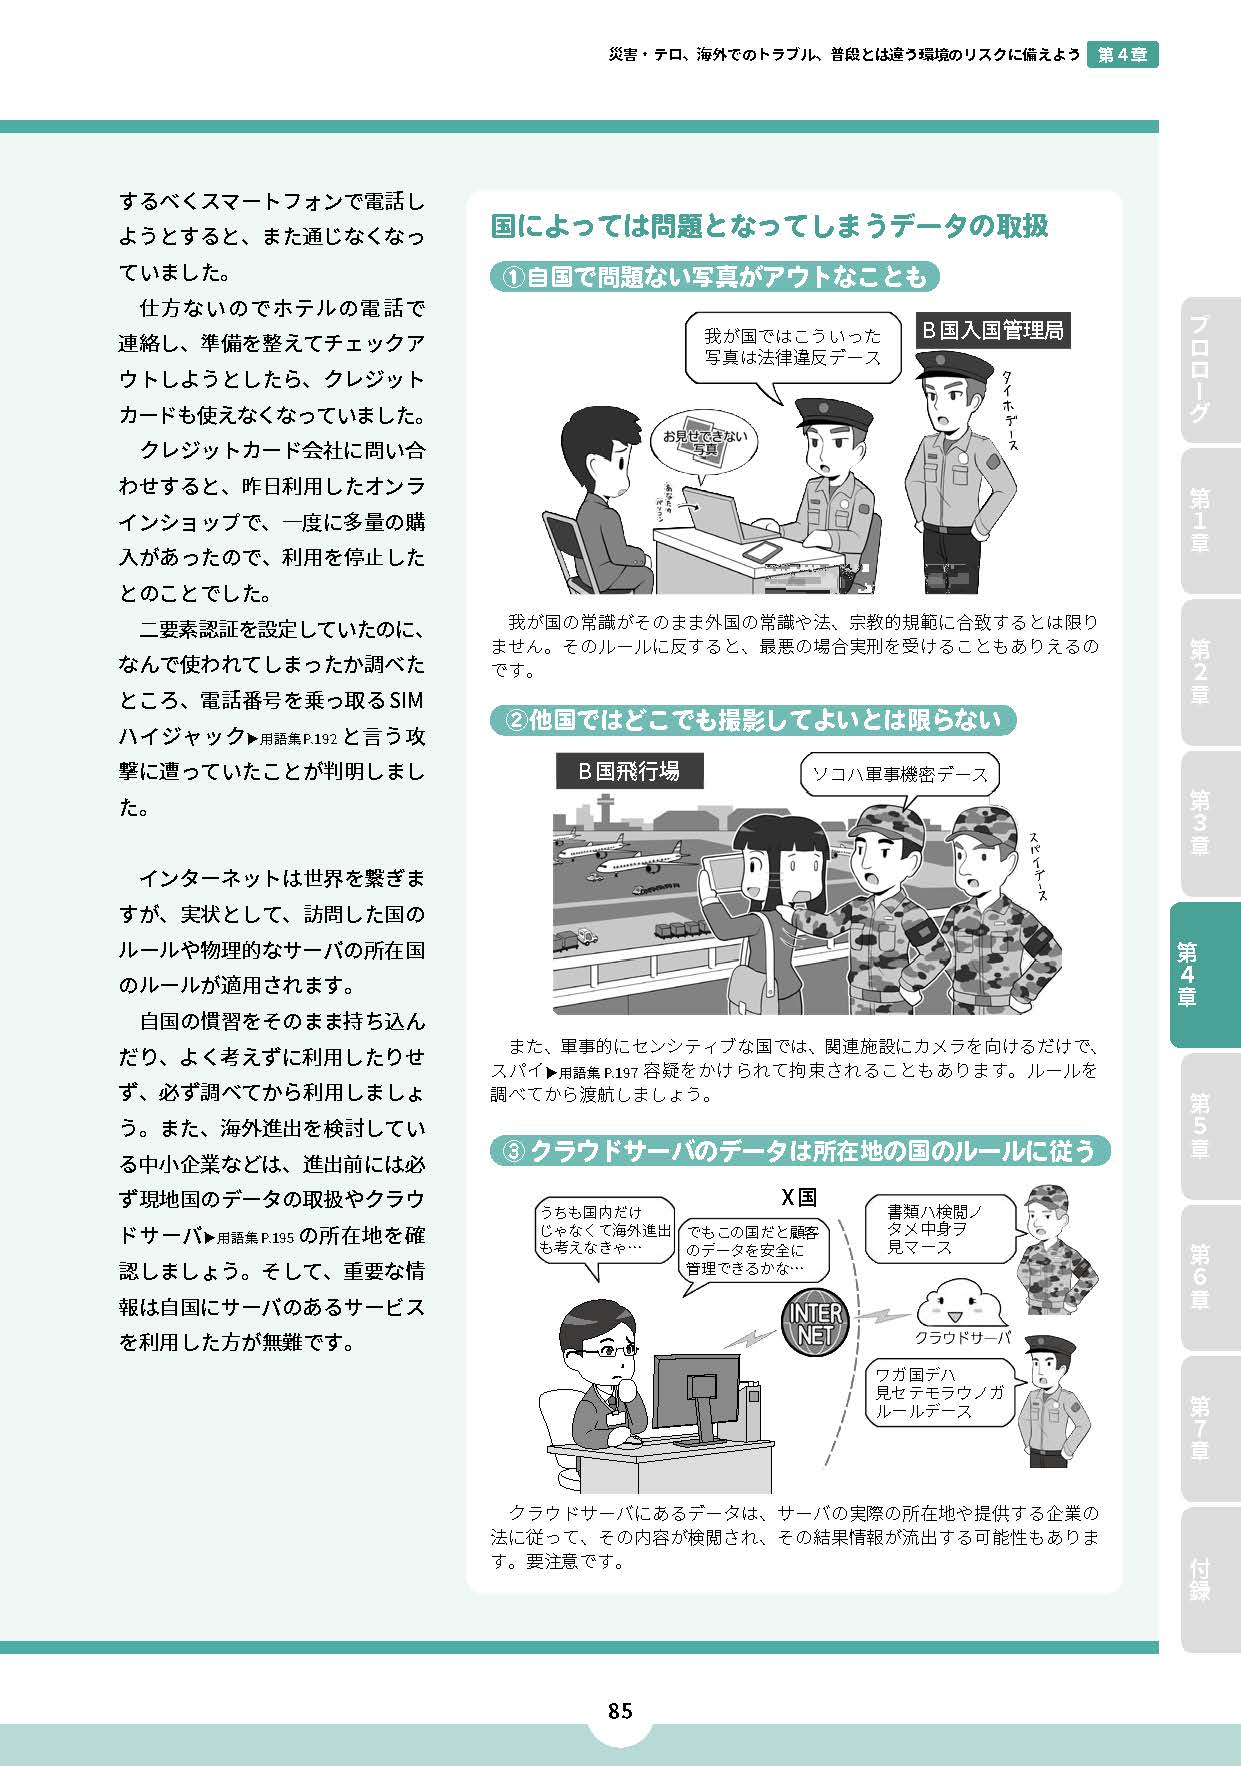 災害・テロ、海外でのトラブル、普段とは違う環境のリスクに備えよう 第４章
するべくスマートフォンで電話し
ようとすると、また通じなくなっ
ていました。
仕方ないのでホテルの電話で
連絡し、準備を整えてチェックア
ウトしようとしたら、クレジット
カードも使えなくなっていました。
クレジットカード会社に問い合
わせすると、昨日利用したオンラ
インショップで、一度に多量の購
入があったので、利用を停止した
とのことでした。
二要素認証を設定していたのに、
なんで使われてしまったか調べた
ところ、電話番号を乗っ取るSIM
ハイジャック▶用語集P.192と言う攻
撃に遭っていたことが判明しまし
た。
インターネットは世界を繋ぎま
すが、実状として、訪問した国の
ルールや物理的なサーバの所在国
のルールが適用されます。
自国の慣習をそのまま持ち込ん
だり、よく考えずに利用したりせ
ず、必ず調べてから利用しましょ
う。また、海外進出を検討してい
る中小企業などは、進出前には必
ず現地国のデータの取扱やクラウ
ドサーバ▶用語集P.195の所在地を確
認しましょう。そして、重要な情
報は自国にサーバのあるサービス
を利用した方が無難です。
国によっては問題となってしまうデータの取扱
①自国で問題ない写真がアウトなことも
我が国ではこういった
写真は法律違反デース
Ｂ国入国管理局
タイホデース
お見せできない
写真
あなたの
パソコン
我が国の常識がそのまま外国の常識や法、宗教的規範に合致するとは限り
ません。そのルールに反すると、最悪の場合実刑を受けることもありえるの
です。
②他国ではどこでも撮影してよいとは限らない
Ｂ国飛行場
ソコハ軍事機密デース
スパイデース
また、軍事的にセンシティブな国では、関連施設にカメラを向けるだけで、
スパイ▶用語集P.197容疑をかけられて拘束されることもあります。ルールを
調べてから渡航しましょう。
③クラウドサーバのデータは所在地の国のルールに従う
うちも国内だけ
じゃなくて海外進出
も考えなきゃ…
でもこの国だと顧客
のデータを安全に
管理できるかな…
X国
書類ハ検閲ノ
タメ中身ヲ
見マース
INTER
NET
クラウドサーバ
ワガ国デハ
見セテモラウノガ
ルールデース
クラウドサーバにあるデータは、サーバの実際の所在地や提供する企業の
法に従って、その内容が検閲され、その結果情報が流出する可能性もありま
す。要注意です。
プロローグ
第１章
第２章
第３章
第４章
第５章
第６章
第７章
付録
85